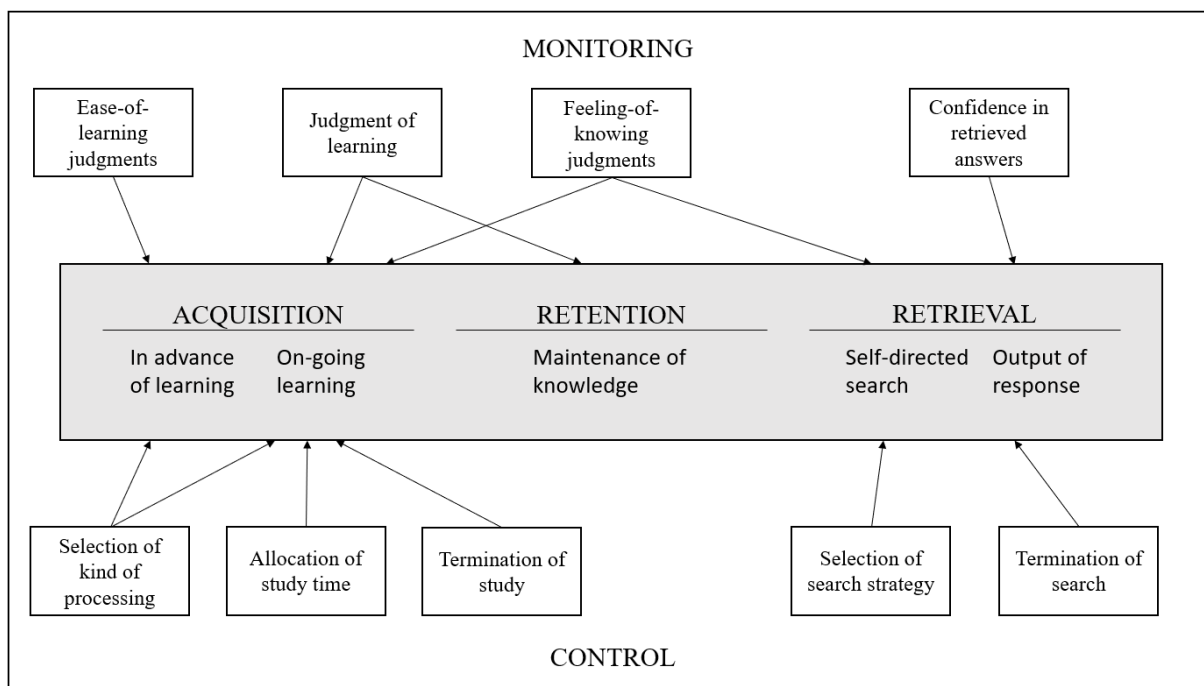 MONITORING
Ease-of-
learning
judgments
Judgment of
learning
Feeling-of-
knowing
judgments
Confidence in
retrieved
answers
ACQUISITION
In advance
of learning
On-going
learning
RETENTION
Maintenance of
knowledge
RETRIEVAL
Self-directed
search
Output of
response
Selection of
kind of
processing
Allocation of
study time
Termination of
study
Selection of
search strategy
Termination of
search
CONTROL